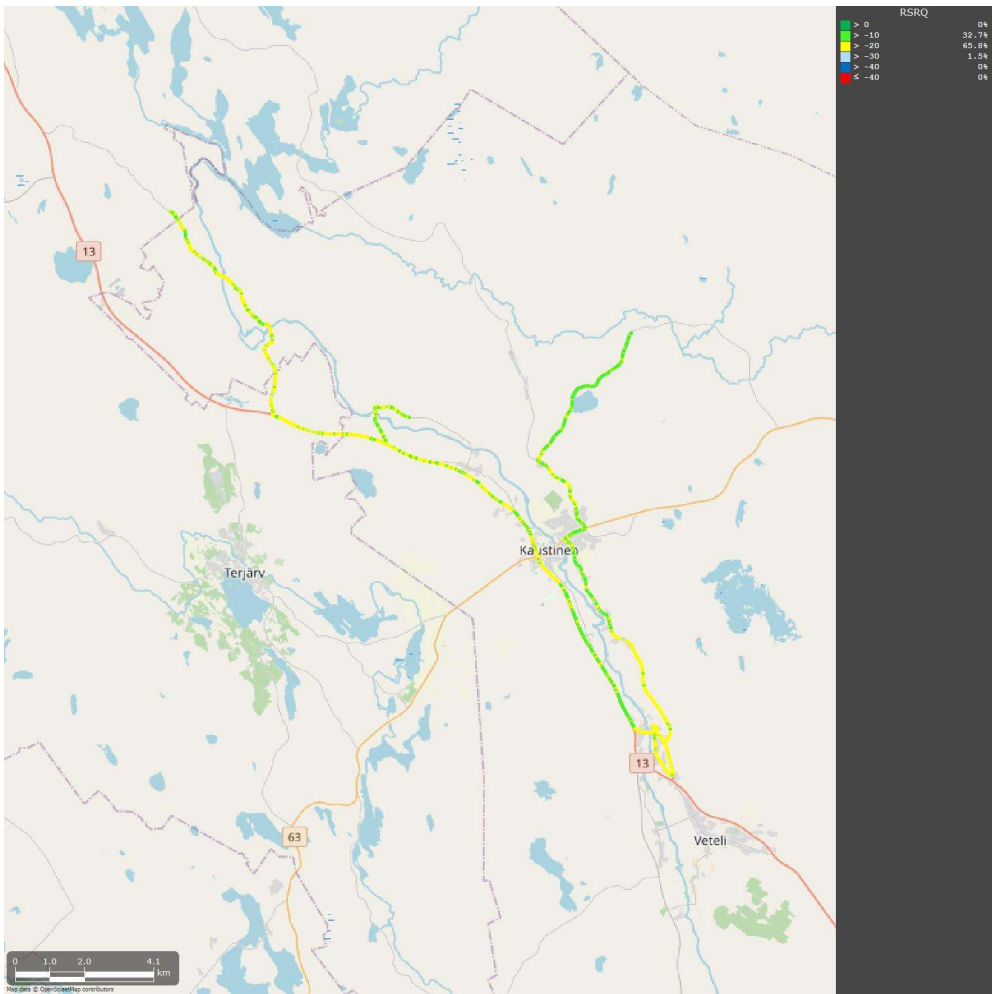 RSRQ
> 0 0%
> -10 32.7%
> -20 65.8%
> -30 1.5%
> -40 0%
≤ -40 0%
13
Kaustinen
Terjärv
13
63
Veteli
0 1.0 2.0 4.1
km
Map data © OpenStreetMap contributors